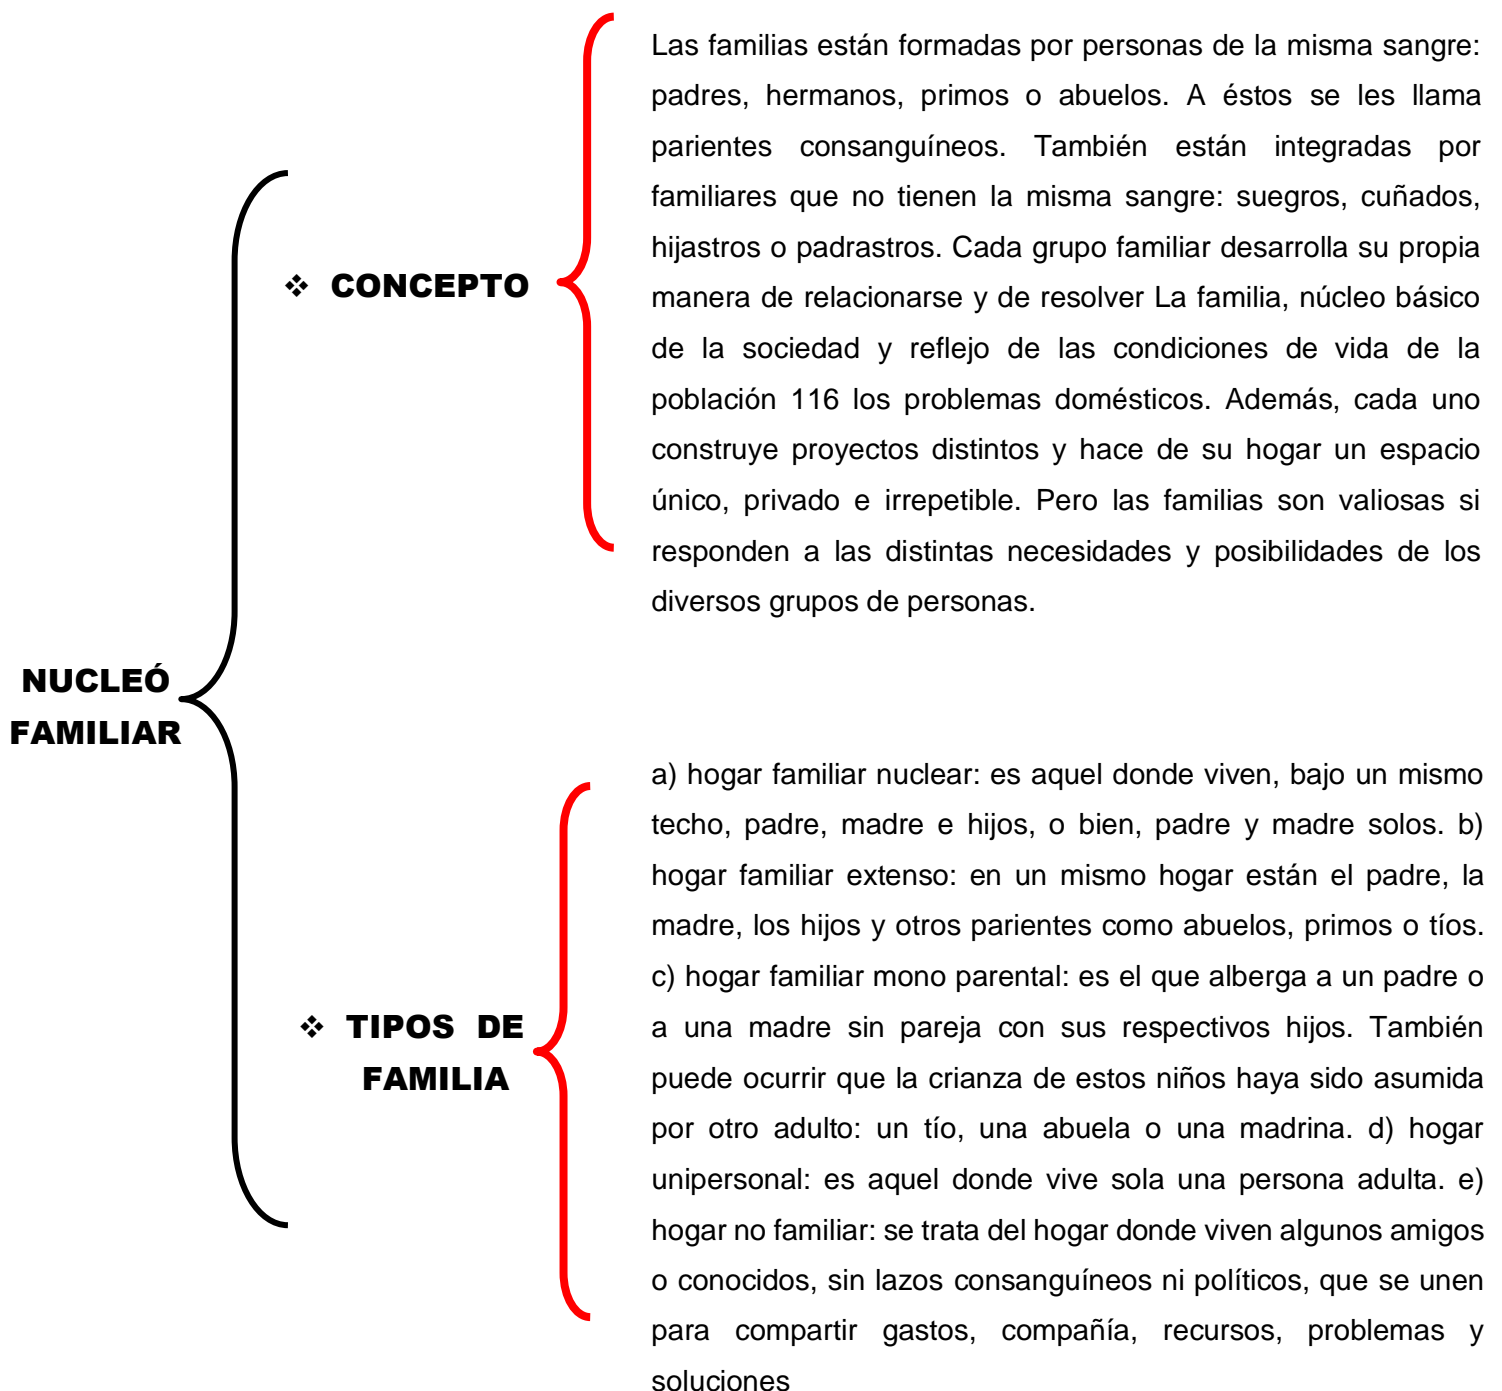 NUCLEÓ
FAMILIAR
❖ CONCEPTO
Las familias están formadas por personas de la misma sangre:
padres, hermanos, primos o abuelos. A éstos se les llama
parientes consanguíneos. También están integradas por
familiares que no tienen la misma sangre: suegros, cuñados,
hijastros o padrastros. Cada grupo familiar desarrolla su propia
manera de relacionarse y de resolver La familia, núcleo básico
de la sociedad y reflejo de las condiciones de vida de la
población 116 los problemas domésticos. Además, cada uno
construye proyectos distintos y hace de su hogar un espacio
único, privado e irrepetible. Pero las familias son valiosas si
responden a las distintas necesidades y posibilidades de los
diversos grupos de personas.
❖ TIPOS DE
FAMILIA
a) hogar familiar nuclear: es aquel donde viven, bajo un mismo
techo, padre, madre e hijos, o bien, padre y madre solos. b)
hogar familiar extenso: en un mismo hogar están el padre, la
madre, los hijos y otros parientes como abuelos, primos o tíos.
c) hogar familiar mono parental: es el que alberga a un padre o
a una madre sin pareja con sus respectivos hijos. También
puede ocurrir que la crianza de estos niños haya sido asumida
por otro adulto: un tío, una abuela o una madrina. d) hogar
unipersonal: es aquel donde vive sola una persona adulta. e)
hogar no familiar: se trata del hogar donde viven algunos amigos
o conocidos, sin lazos consanguíneos ni políticos, que se unen
para compartir gastos, compañía, recursos, problemas y
soluciones